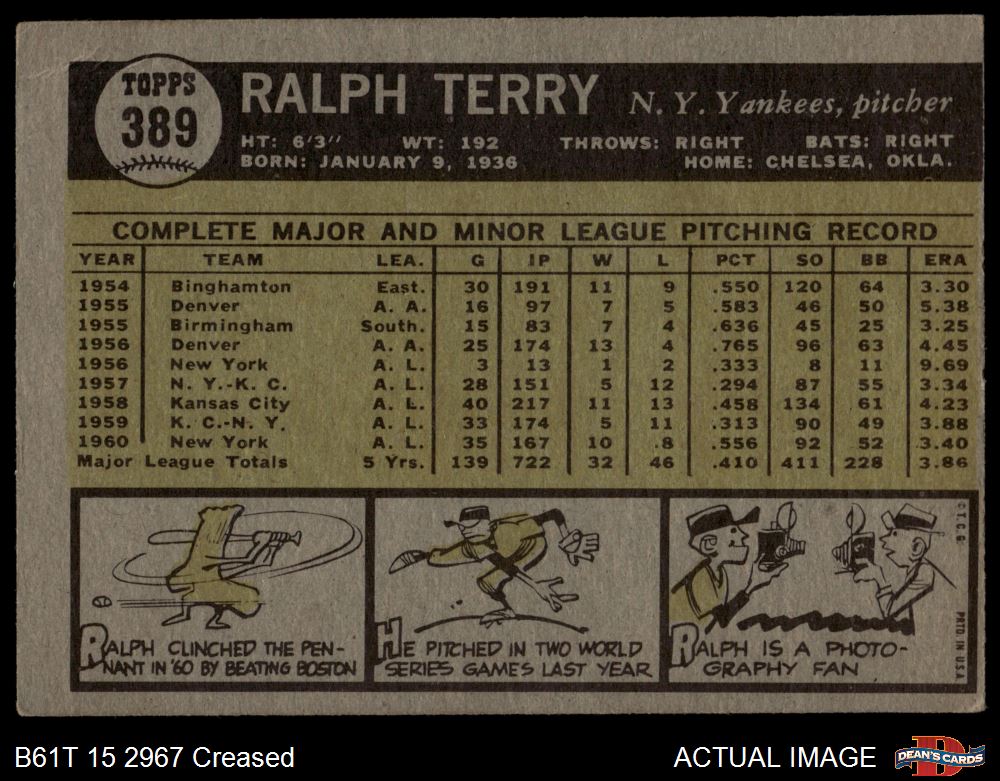 TOPPS
389
RALPH TERRY N. Y. Yankees, pitcher
HT: 6'3" WT: 192 THROWS: RIGHT BATS: RIGHT
BORN: JANUARY 9, 1936 HOME: CHELSEA, OKLA.
COMPLETE MAJOR AND MINOR LEAGUE PITCHING RECORD
YEAR TEAM LEA. G IP W L PCT SO BB ERA
1954 Binghamton East. 30 191 11 9 .550 120 64 3.30
1955 Denver A. A. 16 97 7 5 .583 46 50 5.38
1955 Birmingham South. 15 83 7 4 .636 45 25 3.25
1956 Denver A. A. 25 174 13 4 .765 96 63 4.45
1956 New York A. L. 3 13 1 2 .333 8 11 9.69
1957 N. Y.-K. C. A. L. 28 151 5 12 .294 87 55 3.34
1958 Kansas City A. L. 40 217 11 13 .458 134 61 4.23
1959 K. C.-N. Y. A. L. 33 174 5 11 .313 90 49 3.88
1960 New York A. L. 35 167 10 8 .556 92 52 3.40
Major League Totals 5 Yrs. 139 722 32 46 .410 411 228 3.86
RALPH CLINCHED THE PEN-
NANT IN '60 BY BEATING BOSTON
HE PITCHED IN TWO WORLD
SERIES GAMES LAST YEAR
RALPH IS A PHOTO-
GRAPHY FAN
© T.C.G. PRTD. IN U.S.A.
B61T 15 2967 Creased
ACTUAL IMAGE
D
DEAN'S CARDS